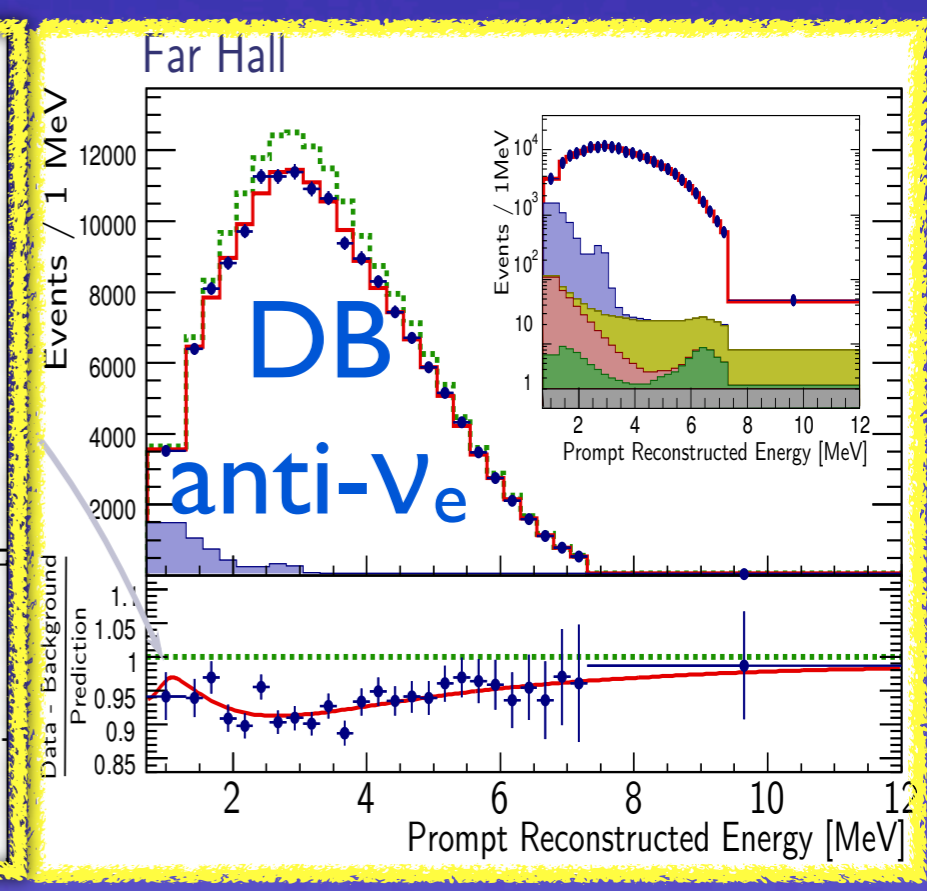 Far Hall
Events / 1 MeV
12000
10000
8000
6000
4000
2000
DB
anti-νe
Events / 1MeV
10⁴
10³
10²
10
1
2 4 6 8 10 12
Prompt Reconstructed Energy [MeV]
Data - Background
Prediction
1.1
1.05
1
0.95
0.9
0.85
2 4 6 8 10 12
Prompt Reconstructed Energy [MeV]